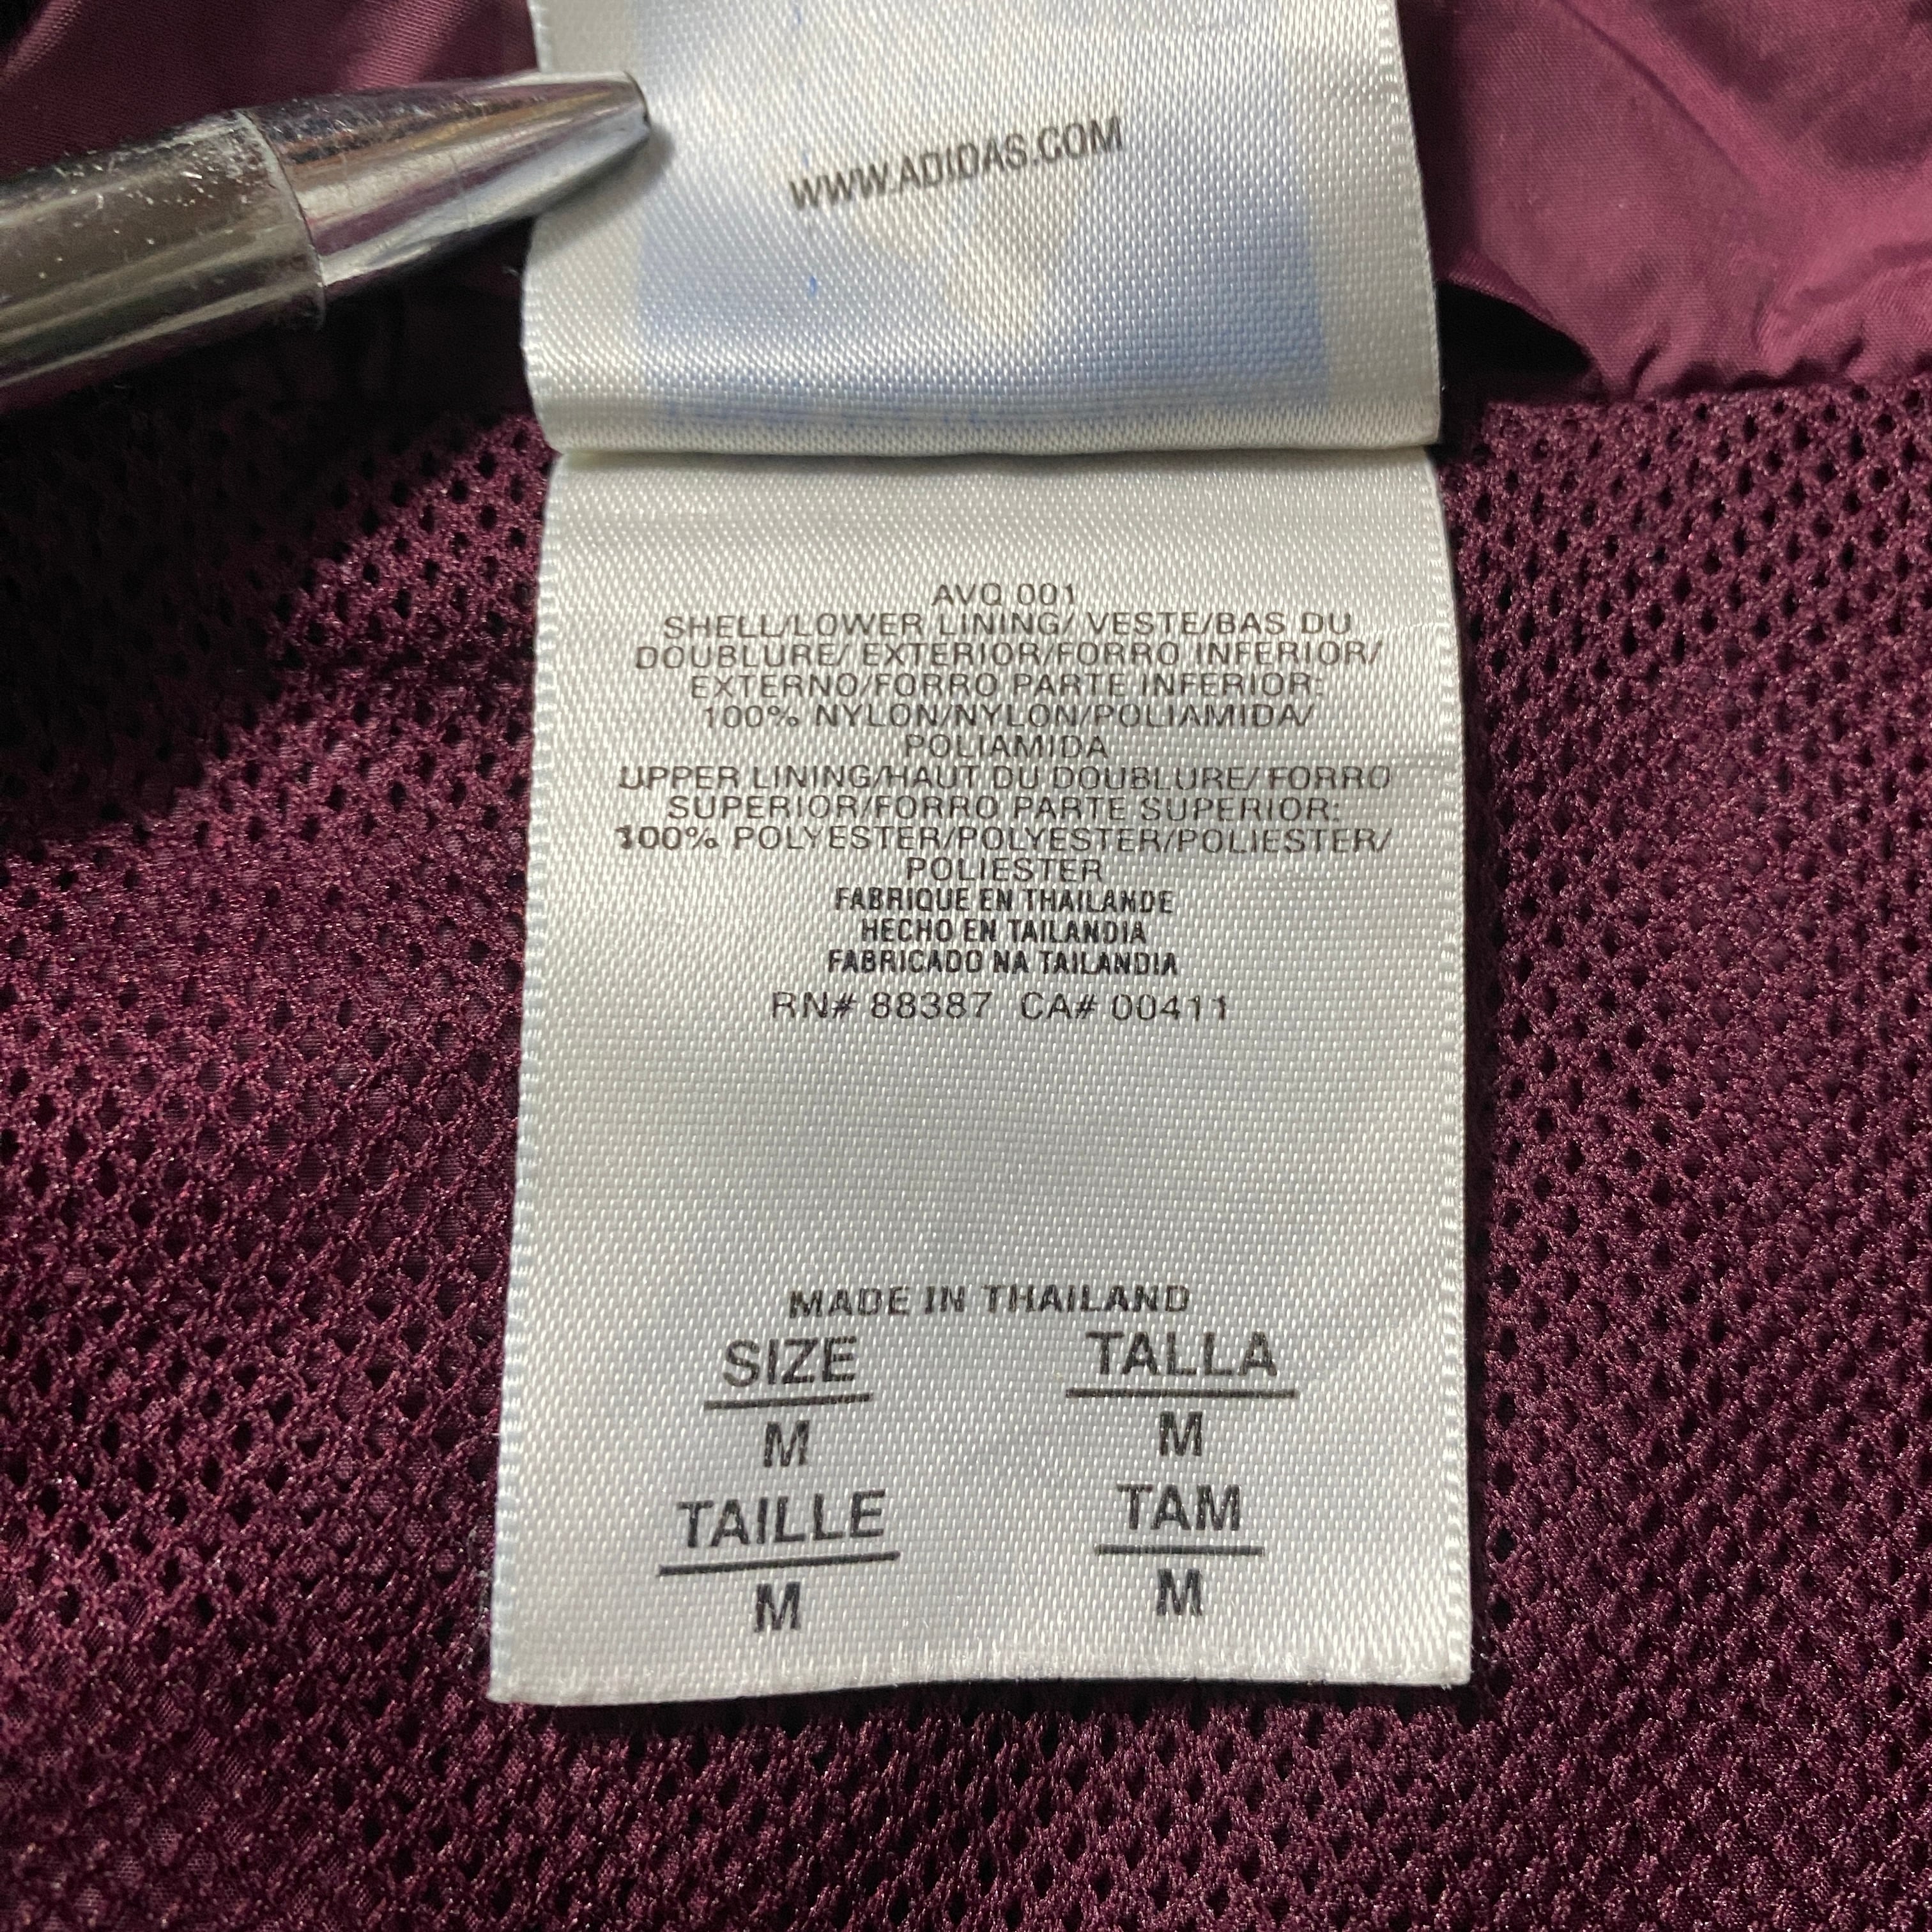 WWW.ADIDAS.COM
AVQ 001
SHELL/LOWER LINING/ VESTE/BAS DU
DOUBLURE/ EXTERIOR/FORRO INFERIOR/
EXTERNO/FORRO PARTE INFERIOR:
100% NYLON/NYLON/POLIAMIDA/
POLIAMIDA
UPPER LINING/HAUT DU DOUBLURE/ FORRO
SUPERIOR/FORRO PARTE SUPERIOR:
100% POLYESTER/POLYESTER/POLIESTER/
POLIESTER
FABRIQUE EN THAILANDE
HECHO EN TAILANDIA
FABRICADO NA TAILANDIA
RN# 88387 CA# 00411
MADE IN THAILAND
SIZE TALLA
M M
TAILLE TAM
M M